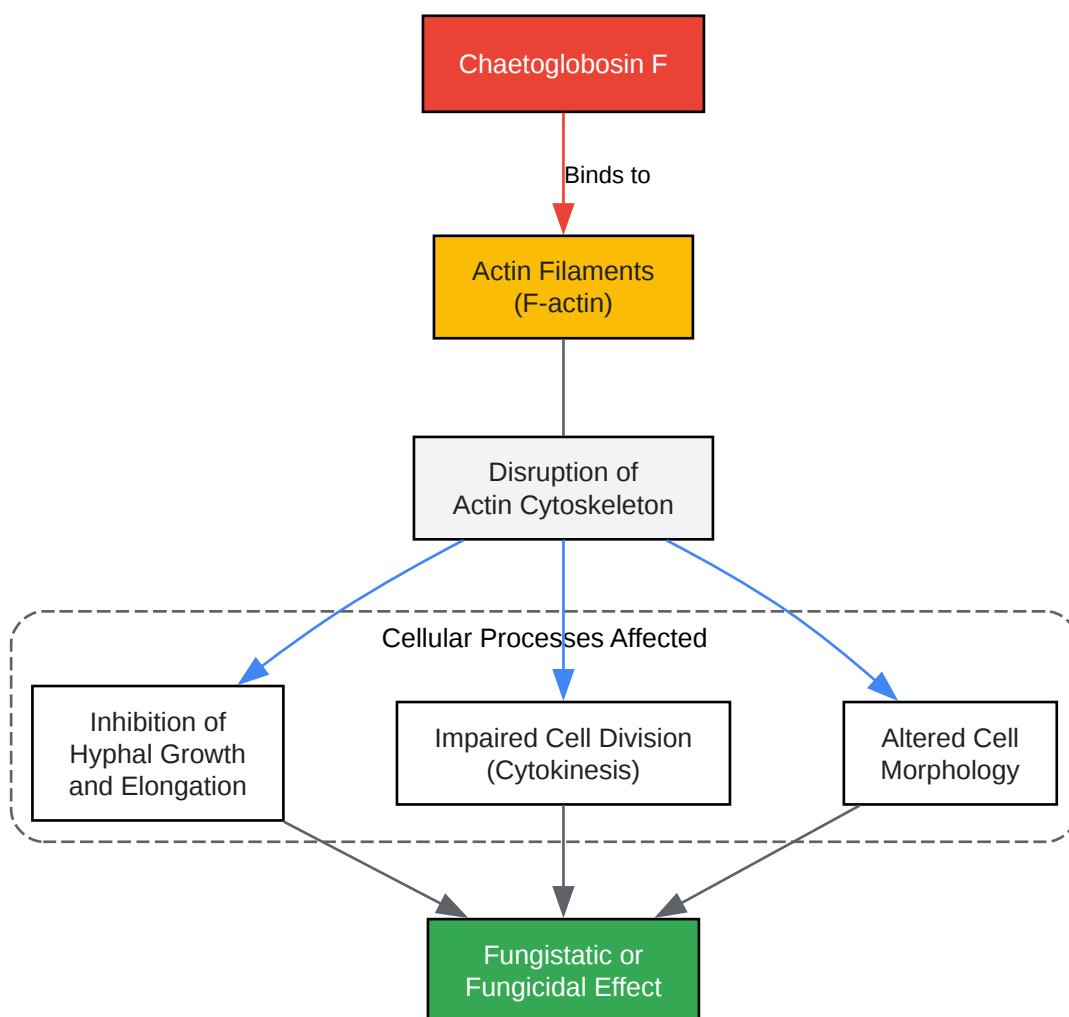 Chaetoglobosin F
Binds to
Actin Filaments
(F-actin)
Disruption of
Actin Cytoskeleton
Cellular Processes Affected
Inhibition of
Hyphal Growth
and Elongation
Impaired Cell Division
(Cytokinesis)
Altered Cell
Morphology
Fungistatic or
Fungicidal Effect